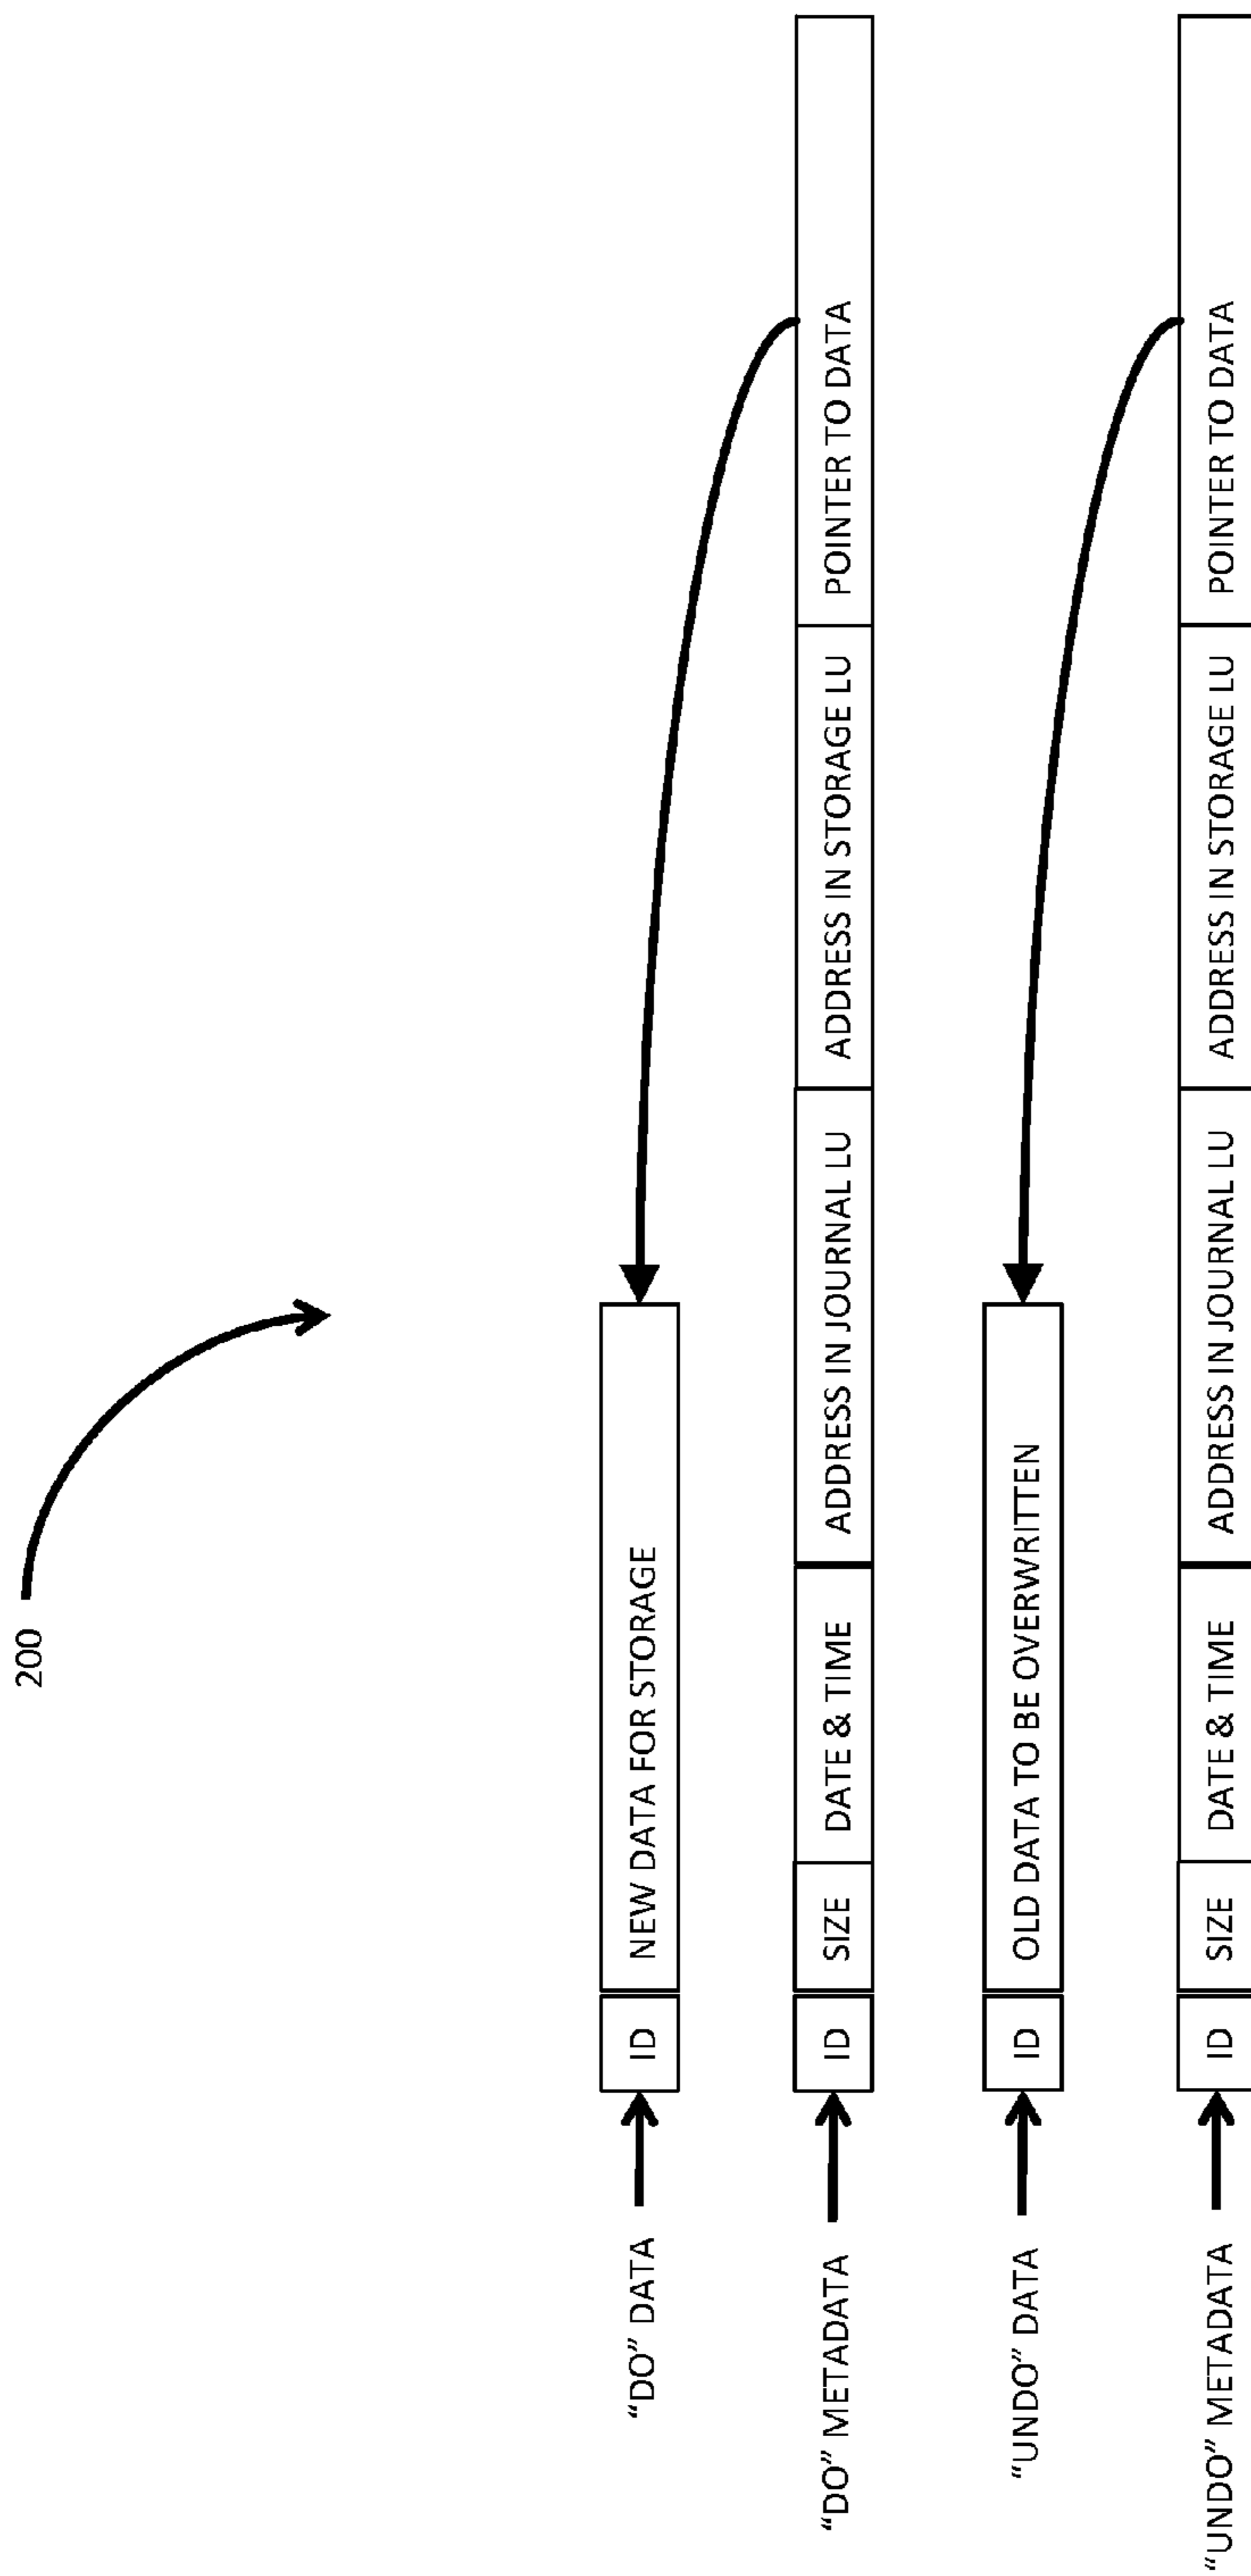 200
“DO” DATA ID NEW DATA FOR STORAGE
“DO” METADATA ID SIZE DATE & TIME ADDRESS IN JOURNAL LU ADDRESS IN STORAGE LU POINTER TO DATA
“UNDO” DATA ID OLD DATA TO BE OVERWRITTEN
“UNDO” METADATA ID SIZE DATE & TIME ADDRESS IN JOURNAL LU ADDRESS IN STORAGE LU POINTER TO DATA